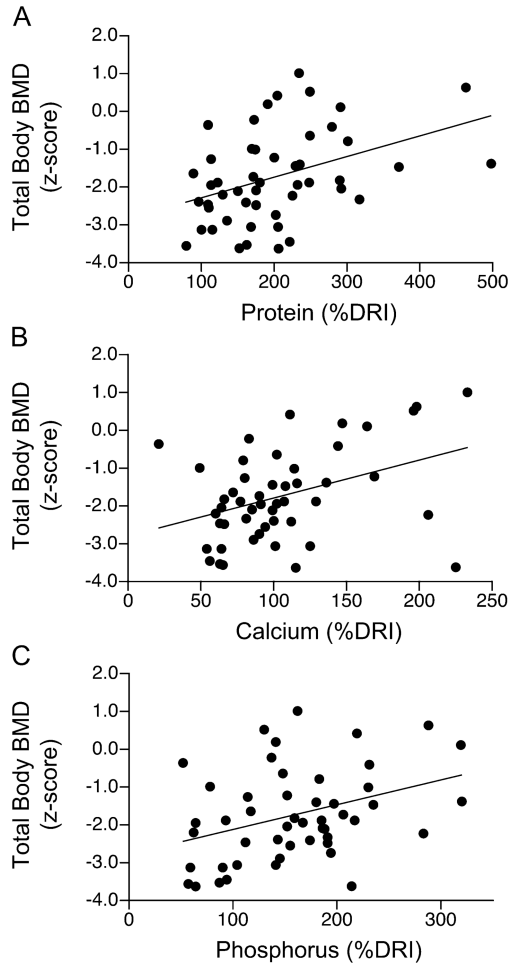 A
2.0
1.0
0.0
-1.0
-2.0
-3.0
-4.0
Total Body BMD
(z-score)
0 100 200 300 400 500
Protein (%DRI)
B
2.0
1.0
0.0
-1.0
-2.0
-3.0
-4.0
Total Body BMD
(z-score)
0 50 100 150 200 250
Calcium (%DRI)
C
2.0
1.0
0.0
-1.0
-2.0
-3.0
-4.0
Total Body BMD
(z-score)
0 100 200 300
Phosphorus (%DRI)